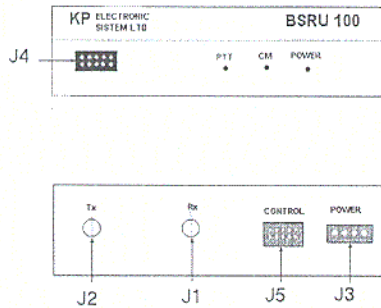 KP ELECTRONIC BSRU 100
SISTEM LTD
J4
PTT CM POWER
Tx Rx CONTROL POWER
J2 J1 J5 J3